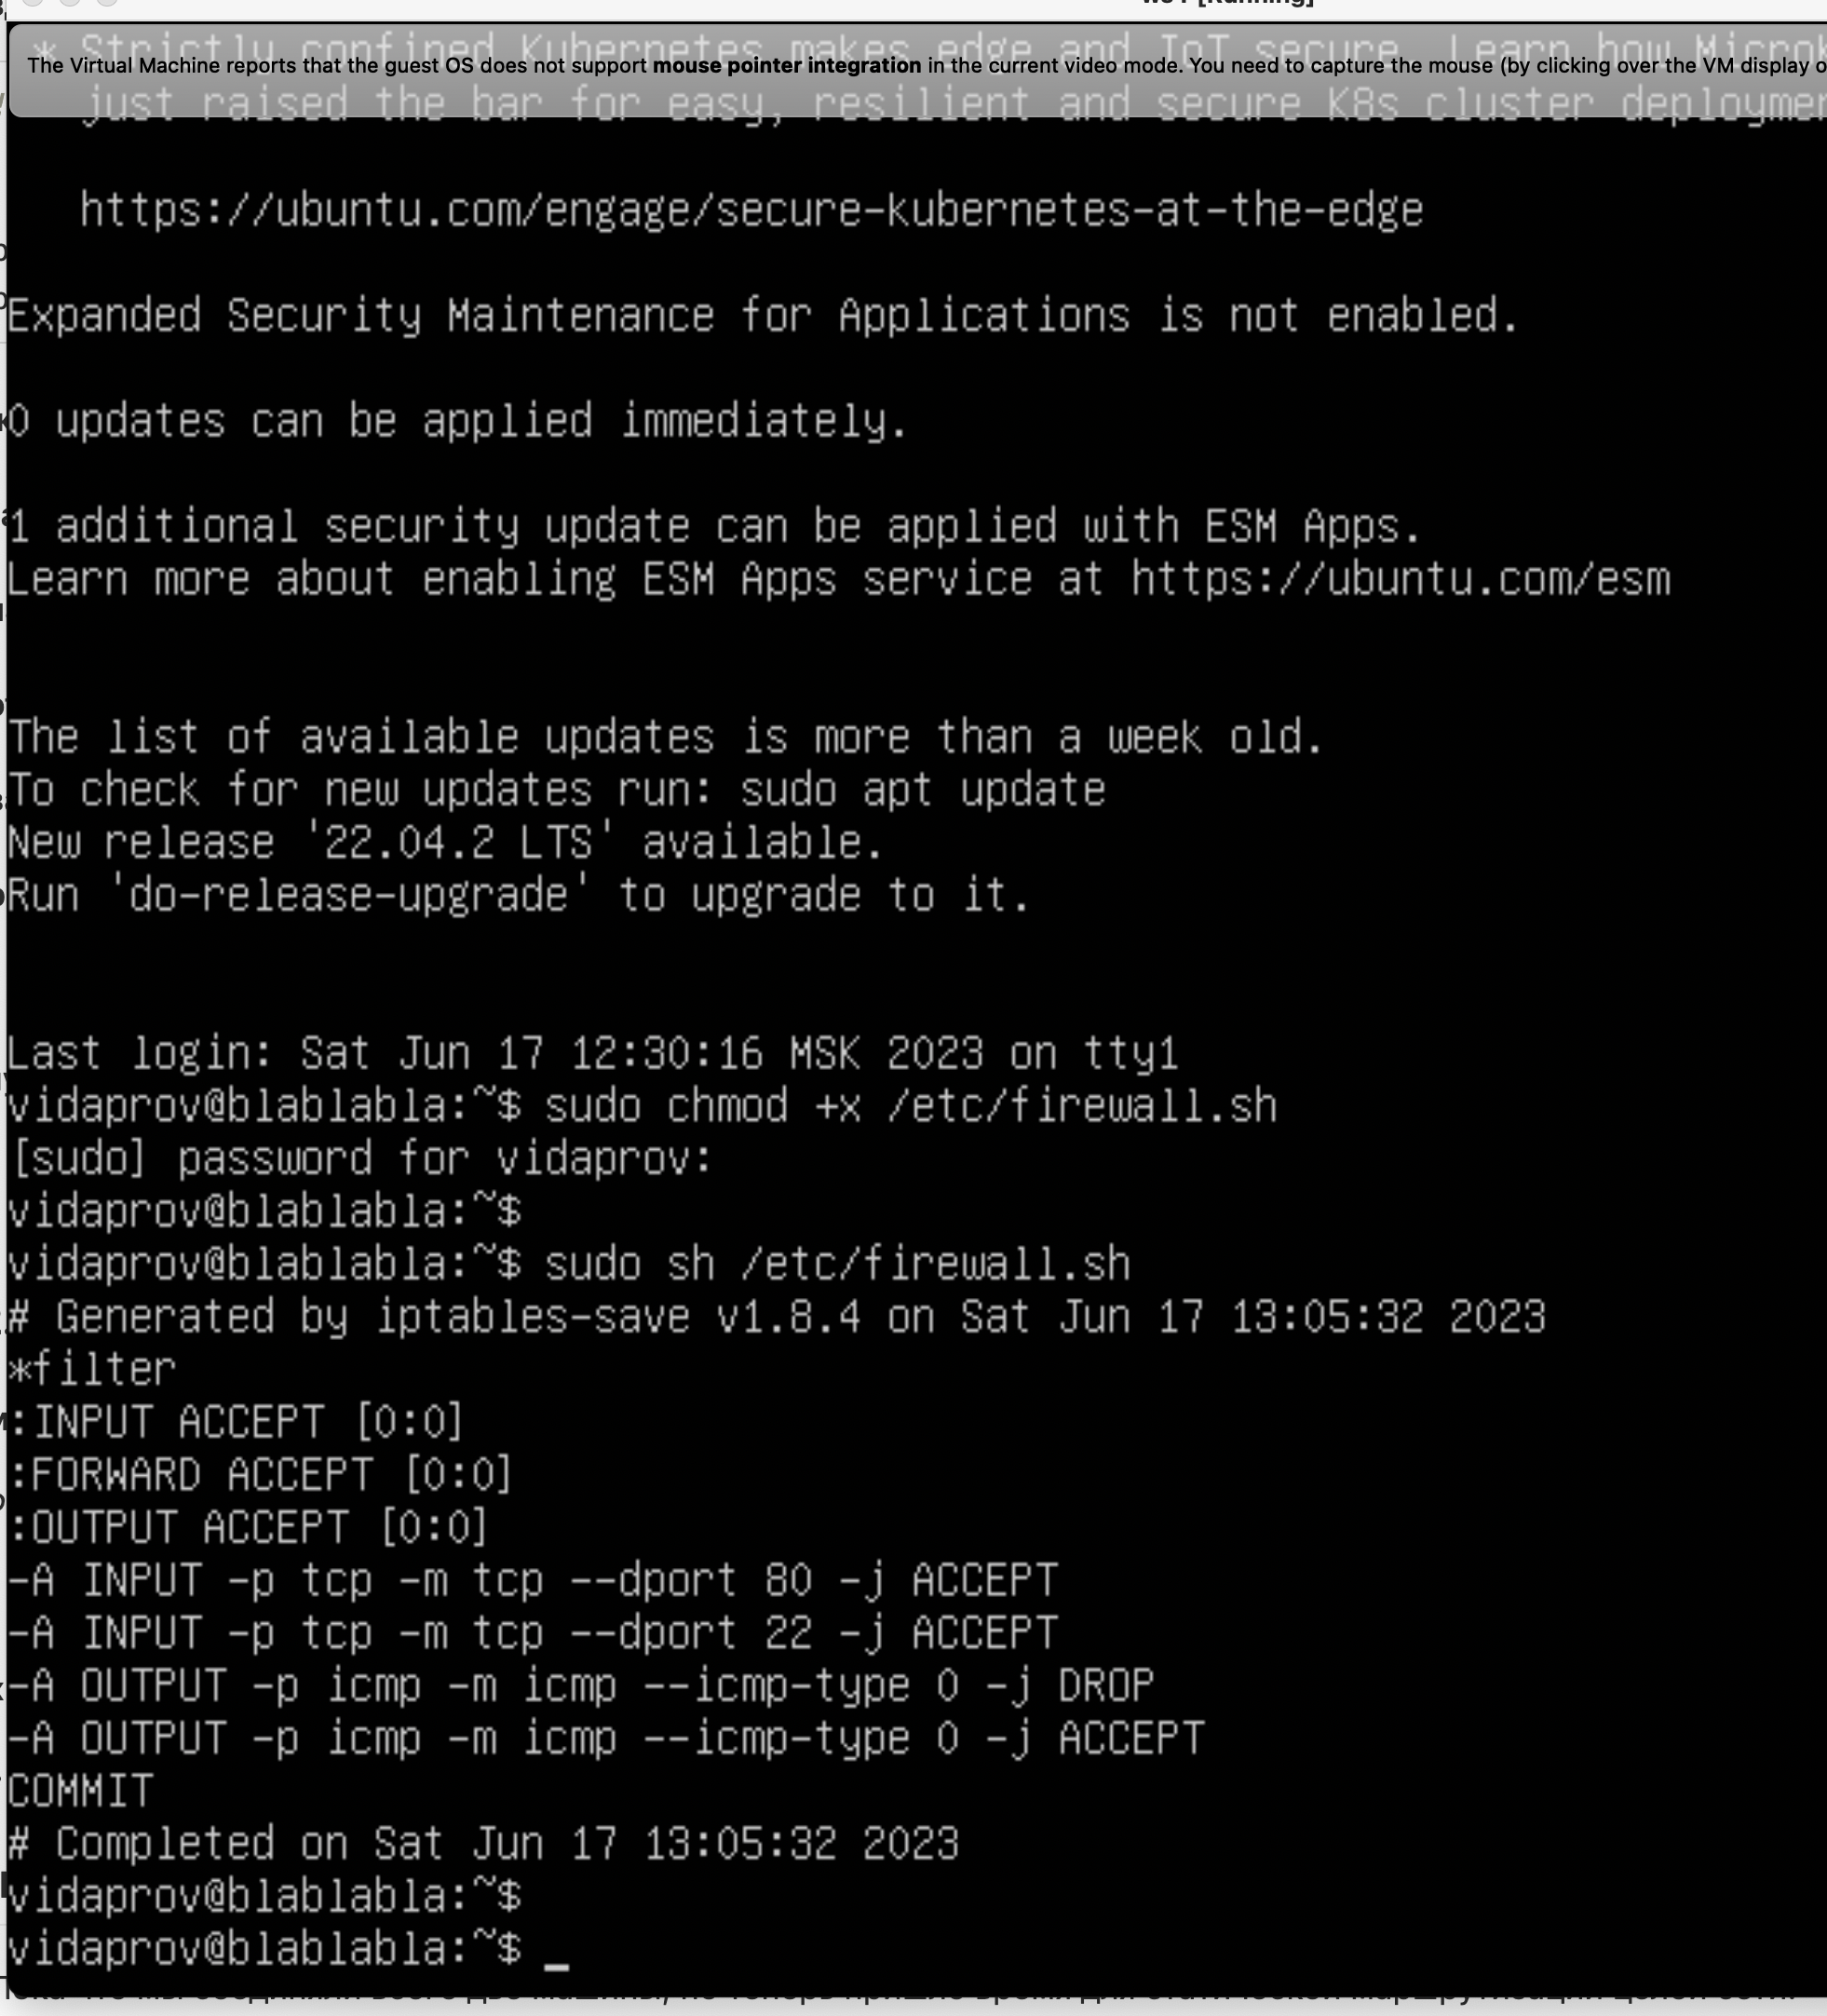 * Strictly confined Kubernetes makes edge and IoT secure. Learn how
The Virtual Machine reports that the guest OS does not support mouse pointer integration in the current video mode. You need to capture the mouse (by clicking over the VM display
just raised the bar for easy, resilient and secure K8s cluster
https://ubuntu.com/engage/secure-kubernetes-at-the-edge
Expanded Security Maintenance for Applications is not enabled.
0 updates can be applied immediately.
1 additional security update can be applied with ESM Apps.
Learn more about enabling ESM Apps service at https://ubuntu.com/esm
The list of available updates is more than a week old.
To check for new updates run: sudo apt update
New release '22.04.2 LTS' available.
Run 'do-release-upgrade' to upgrade to it.
Last login: Sat Jun 17 12:30:16 MSK 2023 on tty1
vidaprov@blablabla:~$ sudo chmod +x /etc/firewall.sh
[sudo] password for vidaprov:
vidaprov@blablabla:~$
vidaprov@blablabla:~$ sudo sh /etc/firewall.sh
# Generated by iptables-save v1.8.4 on Sat Jun 17 13:05:32 2023
*filter
:INPUT ACCEPT [0:0]
:FORWARD ACCEPT [0:0]
:OUTPUT ACCEPT [0:0]
-A INPUT -p tcp -m tcp --dport 80 -j ACCEPT
-A INPUT -p tcp -m tcp --dport 22 -j ACCEPT
-A OUTPUT -p icmp -m icmp --icmp-type 0 -j DROP
-A OUTPUT -p icmp -m icmp --icmp-type 0 -j ACCEPT
COMMIT
# Completed on Sat Jun 17 13:05:32 2023
vidaprov@blablabla:~$
vidaprov@blablabla:~$ _